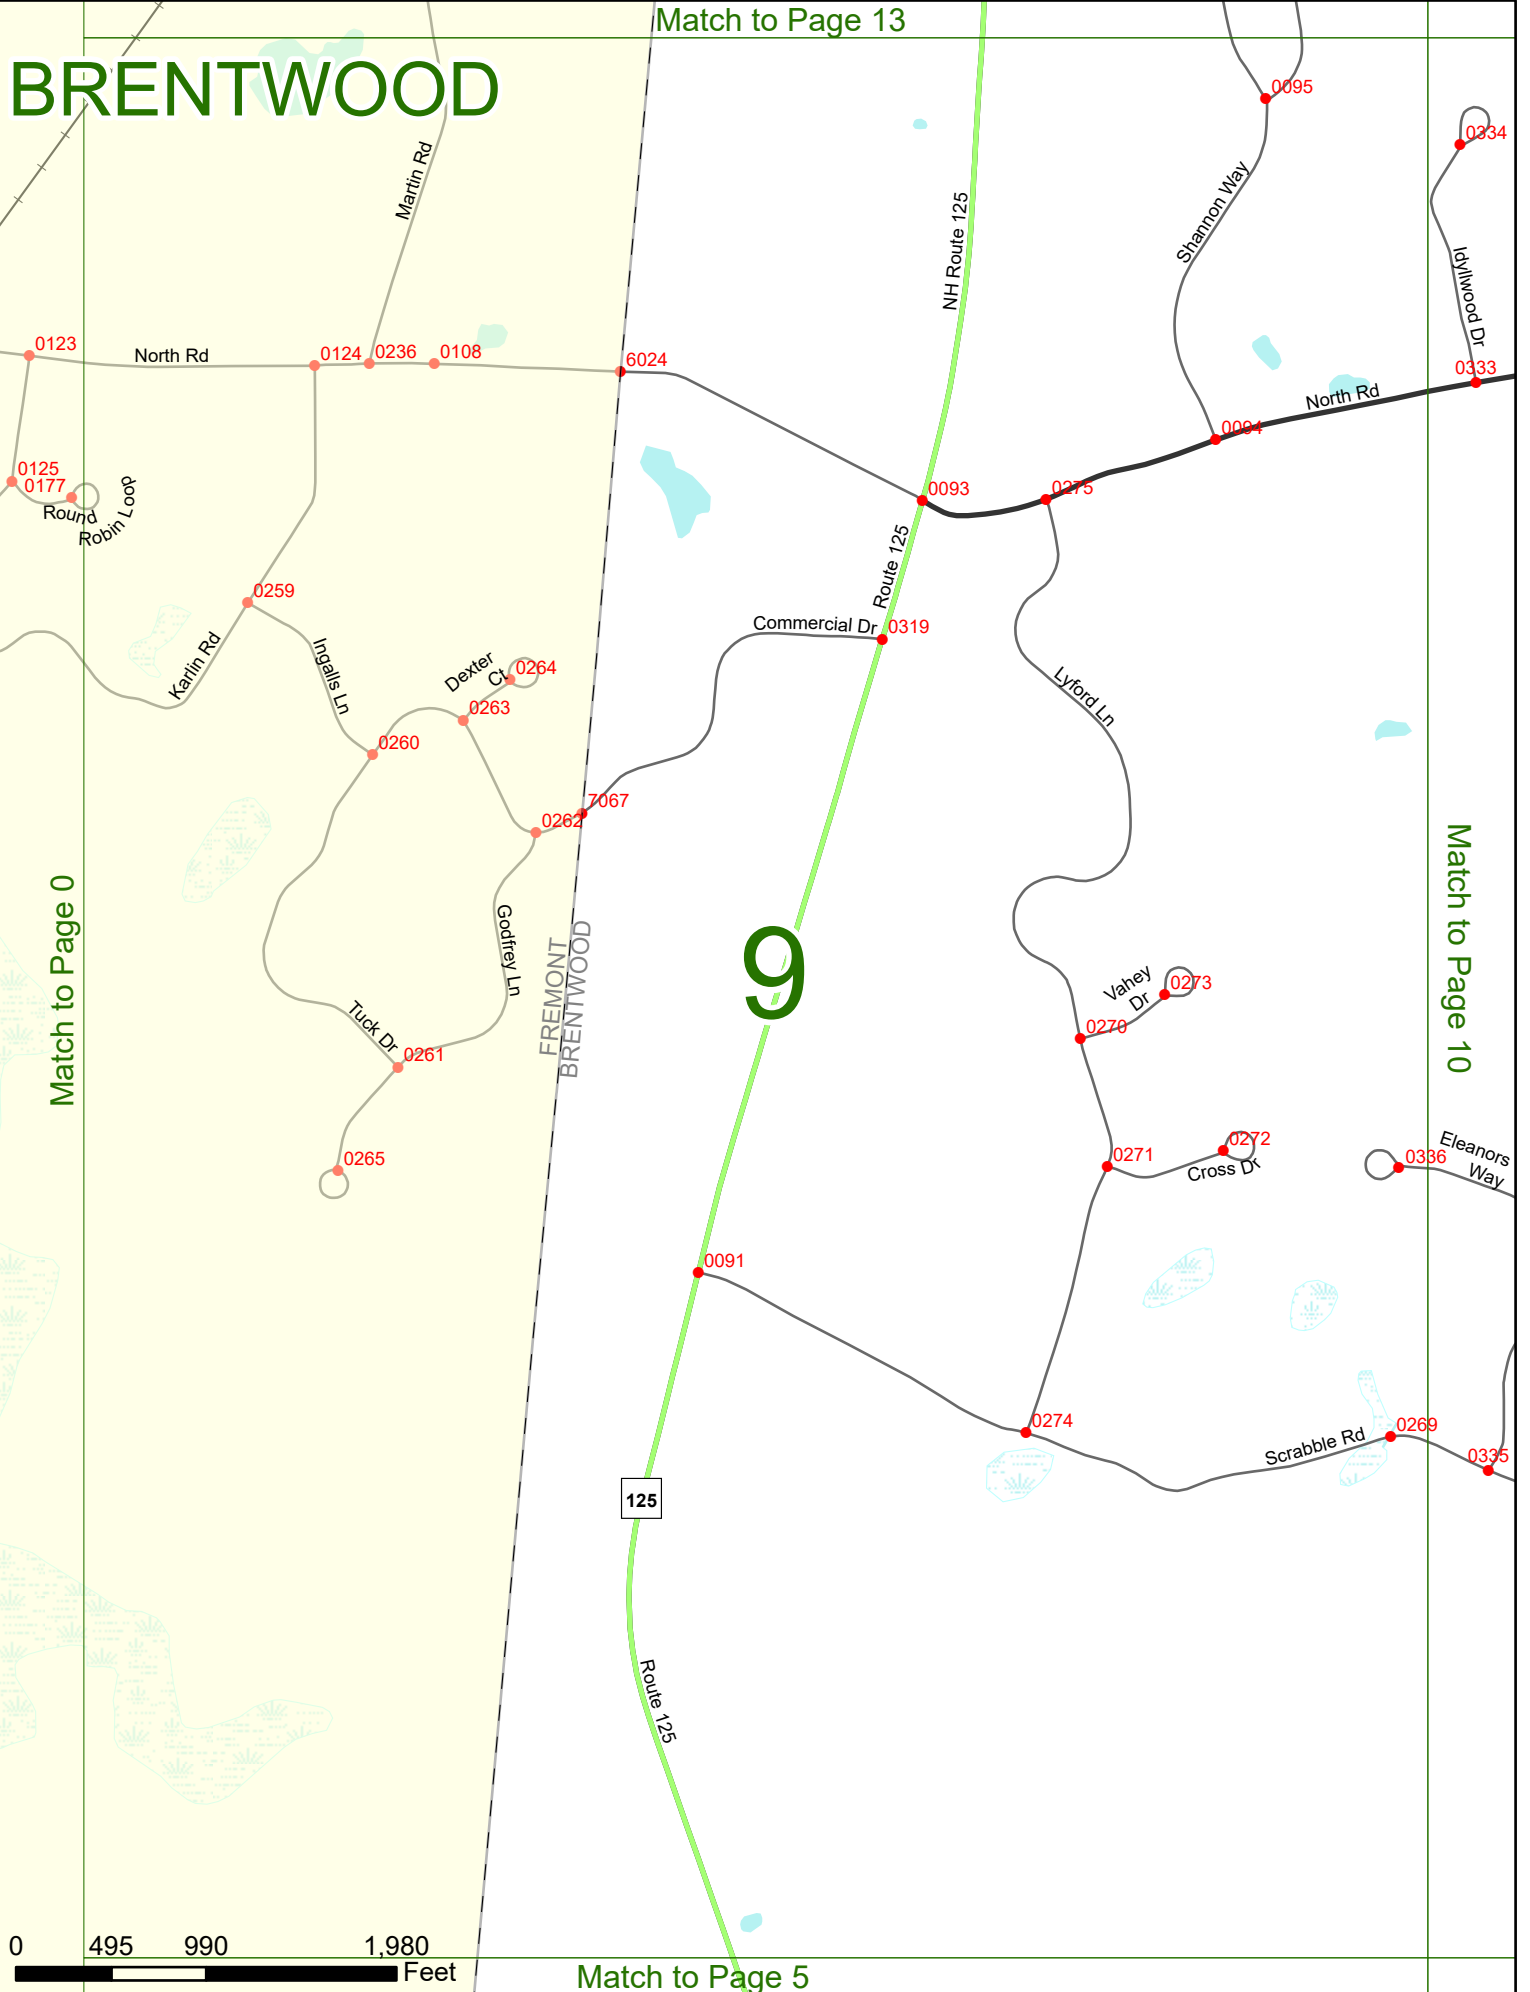 Match to Page 13
BRENTWOOD
0095
0334
Martin Rd
Shannon Way
NH Route 125
Idyllwood Dr
0123
North Rd
0124
0236
0108
6024
0333
North Rd
0094
0125
0177
Round
Robin Loop
0093
0275
Route 125
0259
Commercial Dr
0319
Karlin Rd
Ingalls Ln
Dexter
Ct
0264
Lyford Ln
0263
0260
7067
0262
Match to Page 0
Match to Page 10
Godfrey Ln
FREMONT
BRENTWOOD
9
Vahey
Dr
0273
Tuck Dr
0270
0261
0265
0271
0272
Cross Dr
0336
Eleanors
Way
0091
0274
Scrabble Rd
0269
0335
125
Route 125
0 495 990 1,980
Feet
Match to Page 5